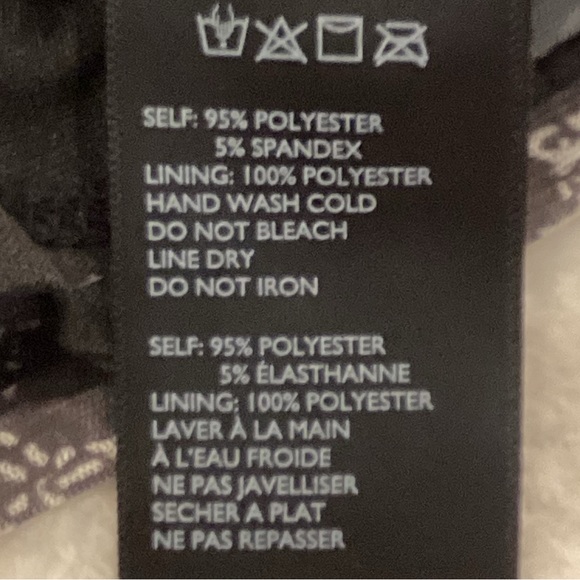 SELF: 95% POLYESTER
5% SPANDEX
LINING: 100% POLYESTER
HAND WASH COLD
DO NOT BLEACH
LINE DRY
DO NOT IRON
SELF: 95% POLYESTER
5% ÉLASTHANNE
LINING: 100% POLYESTER
LAVER À LA MAIN
À L'EAU FROIDE
NE PAS JAVELLISER
SECHER A PLAT
NE PAS REPASSER